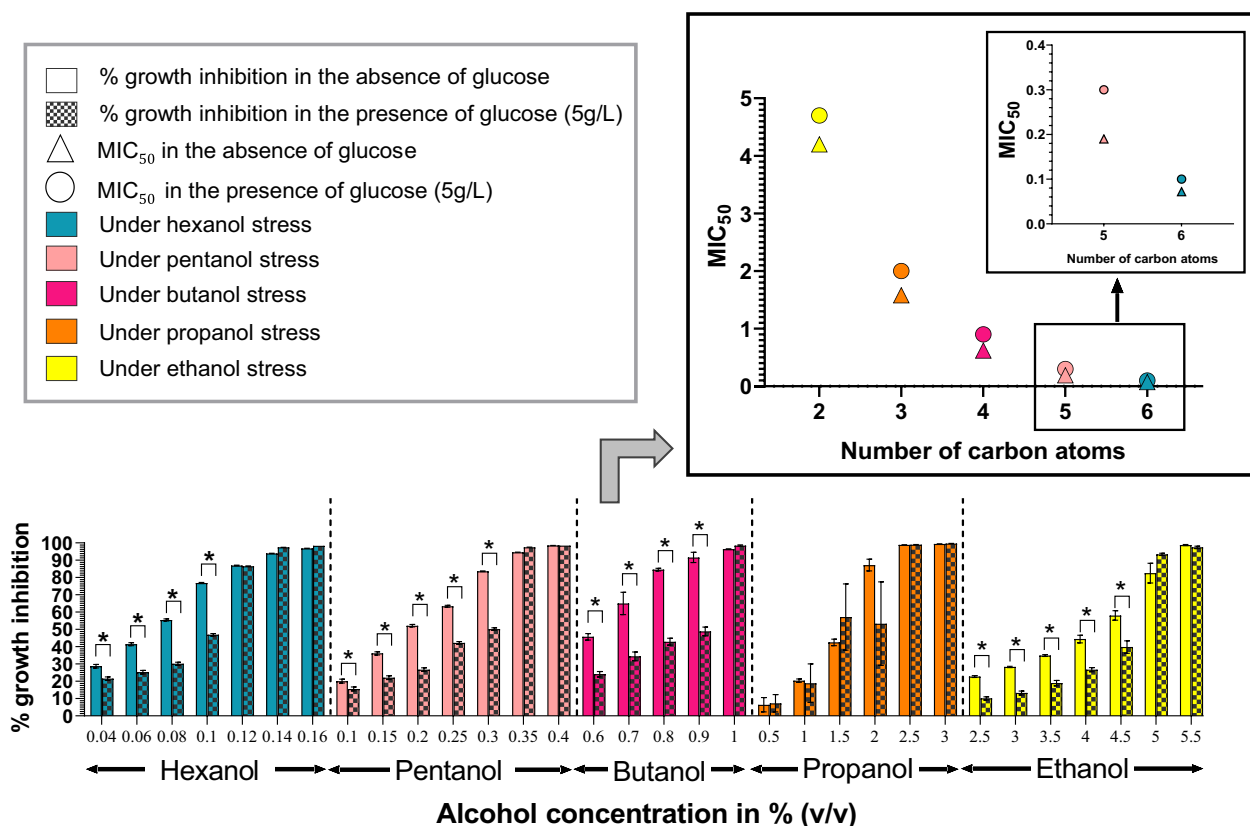 % growth inhibition in the absence of glucose
% growth inhibition in the presence of glucose (5g/L)
MIC₅₀ in the absence of glucose
MIC₅₀ in the presence of glucose (5g/L)
Under hexanol stress
Under pentanol stress
Under butanol stress
Under propanol stress
Under ethanol stress
MIC₅₀
5
4
3
2
1
0
2 3 4 5 6
Number of carbon atoms
MIC₅₀
0.4
0.3
0.2
0.1
0.0
5 6
Number of carbon atoms
% growth inhibition
100
90
80
70
60
50
40
30
20
10
0
* * * * * * * * * * * * * * * * * *
0.04 0.06 0.08 0.1 0.12 0.14 0.16 0.1 0.15 0.2 0.25 0.3 0.35 0.4 0.6 0.7 0.8 0.9 1 0.5 1 1.5 2 2.5 3 2.5 3 3.5 4 4.5 5 5.5
Hexanol Pentanol Butanol Propanol Ethanol
Alcohol concentration in % (v/v)